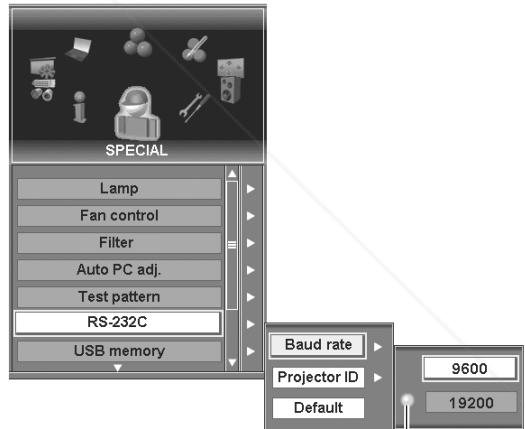 SPECIAL
Lamp
Fan control
Filter
Auto PC adj.
Test pattern
RS-232C
USB memory
Baud rate
Projector ID
Default
9600
19200